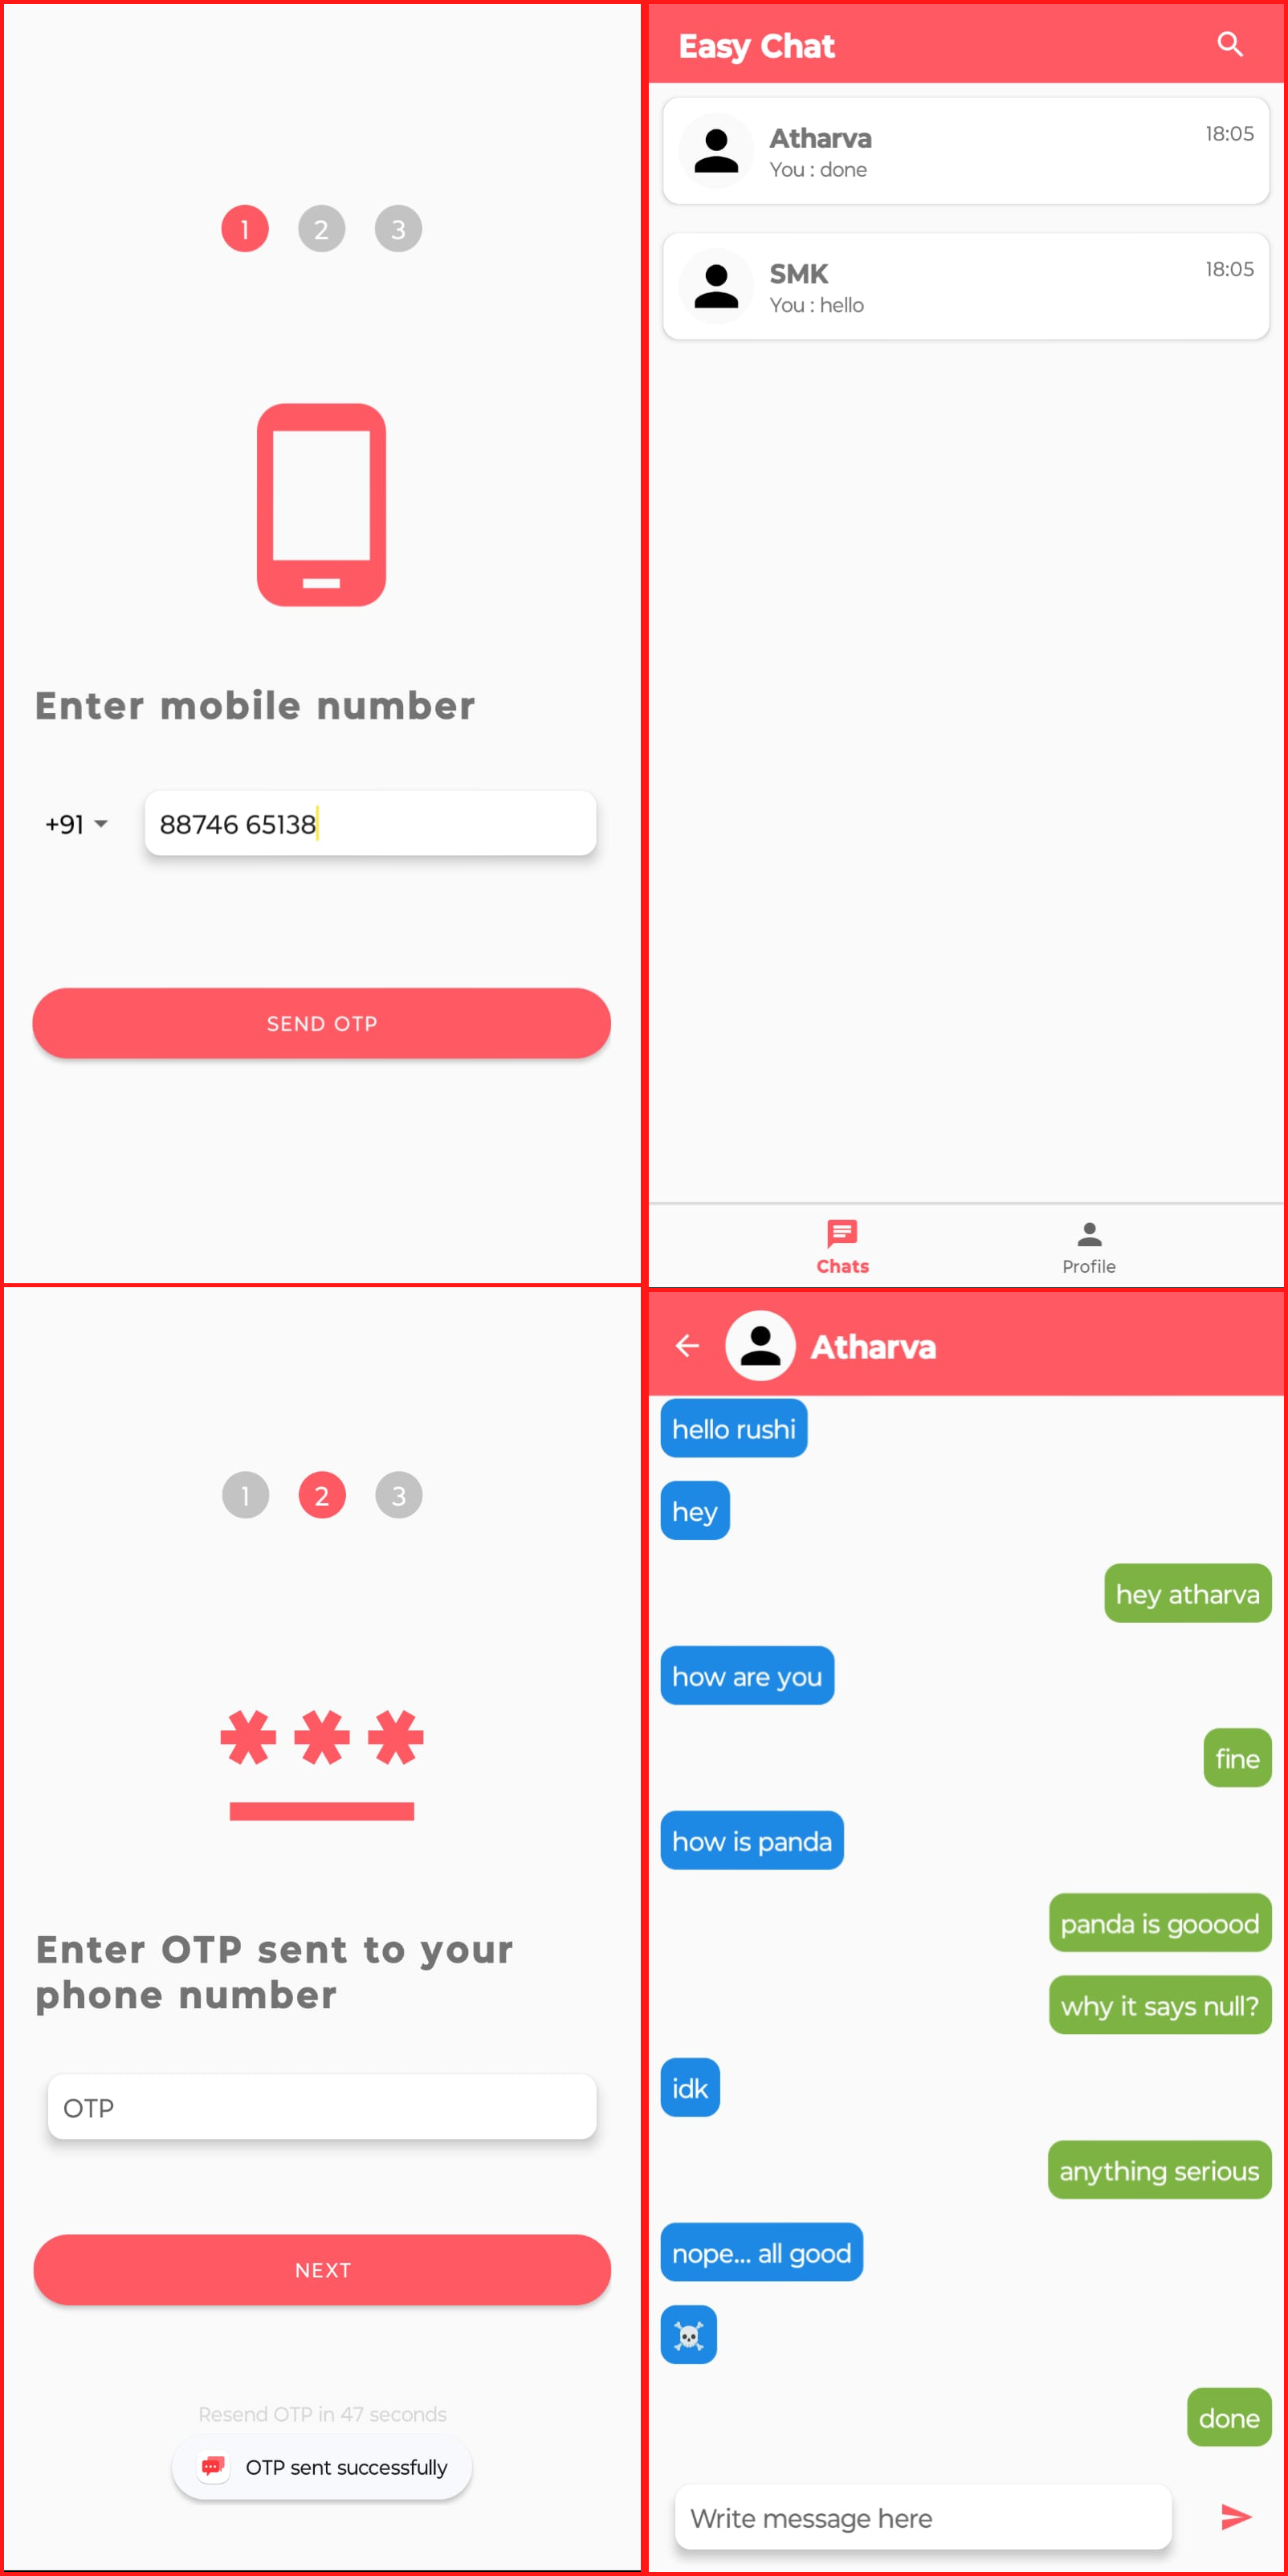 1 2 3
Enter mobile number
+91
88746 65138
SEND OTP
Easy Chat
Atharva
18:05
You : done
SMK
18:05
You : hello
Chats
Profile
1 2 3
***
Enter OTP sent to your
phone number
OTP
NEXT
Resend OTP in 47 seconds
OTP sent successfully
Atharva
hello rushi
hey
hey atharva
how are you
fine
how is panda
panda is gooood
why it says null?
idk
anything serious
nope... all good
☠
done
Write message here